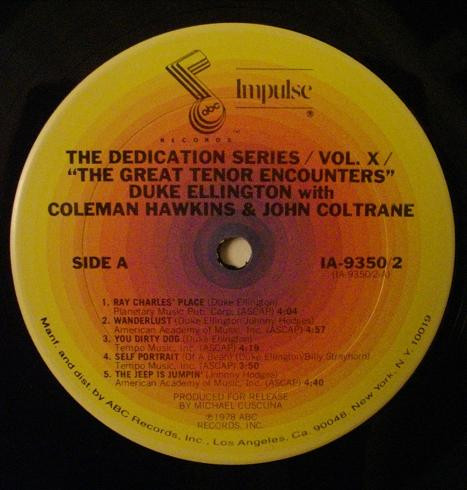 abc
Impulse
®
RECORDS ™
THE DEDICATION SERIES / VOL. X /
“THE GREAT TENOR ENCOUNTERS”
DUKE ELLINGTON with
COLEMAN HAWKINS & JOHN COLTRANE
SIDE A
IA-9350/2
(IA-9350/2-A)
1. RAY CHARLES' PLACE (Duke Ellington)
Planetary Music Pub. Corp. (ASCAP) 4:04
2. WANDERLUST (Duke Ellington/Johnny Hodges)
American Academy of Music, Inc. (ASCAP) 4:57
3. YOU DIRTY DOG (Duke Ellington)
Tempo Music, Inc. (ASCAP) 4:19
4. SELF PORTRAIT (Of A Bean) (Duke Ellington/Billy Strayhorn)
Tempo Music, Inc. (ASCAP) 3:50
5. THE JEEP IS JUMPIN' (Johnny Hodges)
American Academy of Music, Inc. (ASCAP) 4:40
PRODUCED FOR RELEASE
BY MICHAEL CUSCUNA
℗1978 ABC
RECORDS, INC.
Manf. and dist. by ABC Records, Inc., Los Angeles, Ca. 90048, New York, N.Y. 10019